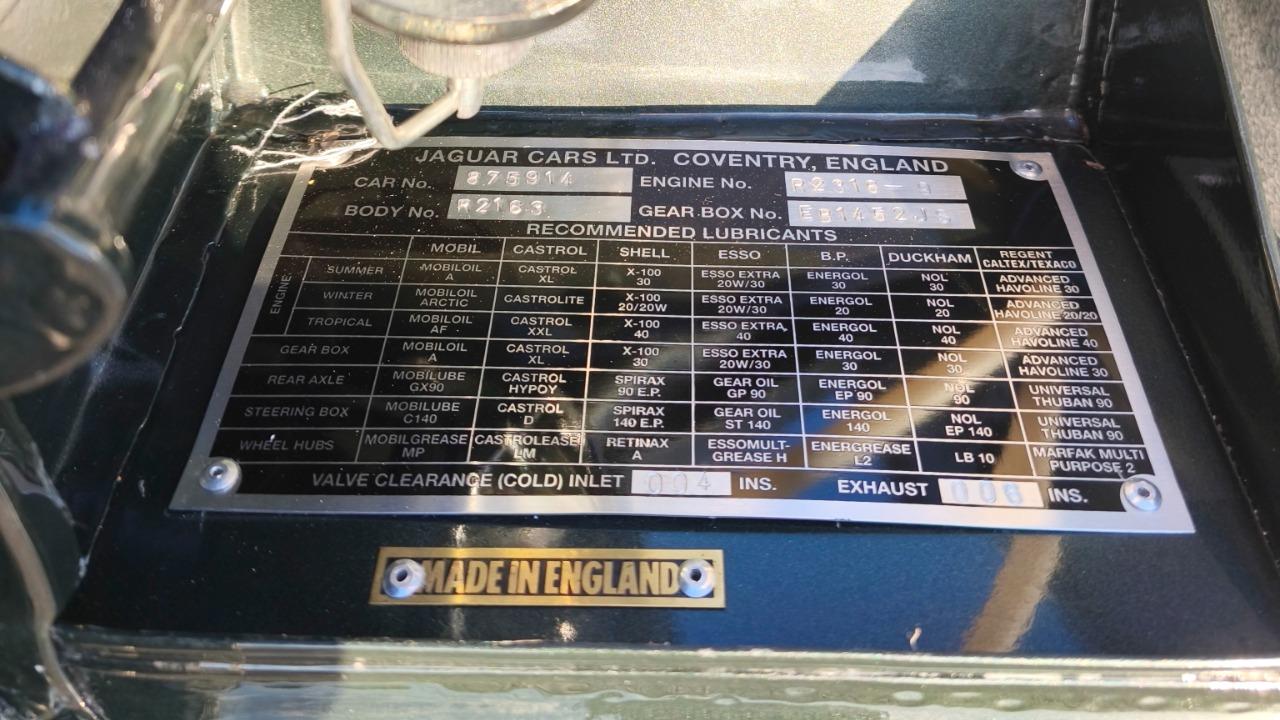 JAGUAR CARS LTD. COVENTRY, ENGLAND
CAR No. 875914 ENGINE No. R2316-9
BODY No. R2163 GEAR BOX No. EB1452JS
RECOMMENDED LUBRICANTS
MOBIL CASTROL SHELL ESSO B.P. DUCKHAM REGENT CALTEX/TEXACO
ENGINE
SUMMER MOBILOIL A CASTROL XL X-100 30 ESSO EXTRA 20W/30 ENERGOL 30 NOL 30 ADVANCED HAVOLINE 30
WINTER MOBILOIL ARCTIC CASTROLITE X-100 20/20W ESSO EXTRA 20W/30 ENERGOL 20 NOL 20 ADVANCED HAVOLINE 20/20
TROPICAL MOBILOIL AF CASTROL XXL X-100 40 ESSO EXTRA 40 ENERGOL 40 NOL 40 ADVANCED HAVOLINE 40
GEAR BOX MOBILOIL A CASTROL XL X-100 30 ESSO EXTRA 20W/30 ENERGOL 30 NOL 30 ADVANCED HAVOLINE 30
REAR AXLE MOBILUBE GX90 CASTROL HYPOY SPIRAX 90 E.P. GEAR OIL GP 90 ENERGOL EP 90 NOL 90 UNIVERSAL THUBAN 90
STEERING BOX MOBILUBE C140 CASTROL D SPIRAX 140 E.P. GEAR OIL ST 140 ENERGOL 140 NOL EP 140 UNIVERSAL THUBAN 90
WHEEL HUBS MOBILGREASE MP CASTROLEASE LM RETINAX A ESSOMULT-GREASE H ENERGREASE L2 LB 10 MARFAK MULTI PURPOSE 2
VALVE CLEARANCE (COLD) INLET 004 INS. EXHAUST 006 INS.
MADE IN ENGLAND